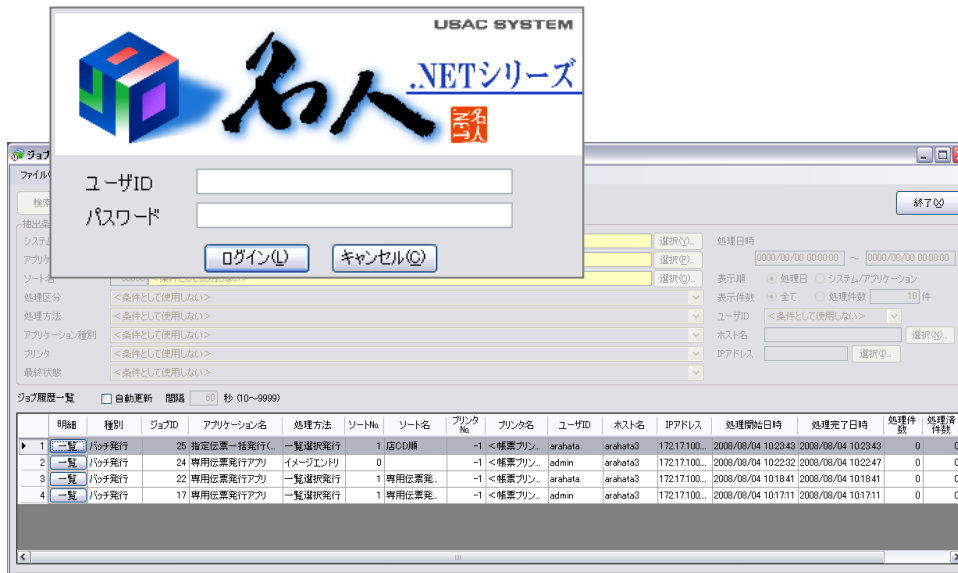 USAC SYSTEM
名人
.NETシリーズ
名人
.NET
ユーザID
パスワード
ログイン(L)
キャンセル(C)
ジョブ
ファイル(
検索
終了(X)
抽出条
システム
選択(Y)..
処理日時
アプリケ
選択(P)..
0000/00/00 00:00:00 ～ 0000/00/00 00:00:00
ソート名
00000 <条件として使用しない>
選択(O)..
表示順 処理日 システム/アプリケーション
処理区分 <条件として使用しない>
表示件数 全て 処理件数 10 件
処理方法 <条件として使用しない>
ユーザID <条件として使用しない>
アプリケーション種別 <条件として使用しない>
ホスト名 選択(N)..
プリンタ <条件として使用しない>
IPアドレス 選択(I)..
最終状態 <条件として使用しない>
ジョブ履歴一覧 自動更新 間隔 60 秒 (10～9999)
明細 種別 ジョブID アプリケーション名 処理方法 ソートNo ソート名 プリンタNo. プリンタ名 ユーザID ホスト名 IPアドレス 処理開始日時 処理完了日時 処理件数 処理済件数
1 一覧 バッチ発行 25 指定伝票一括発行(... 一覧選択発行 1 店CD順 -1 <帳票プリン... arahata arahata3 172.17.100... 2008/08/04 10:23:43 2008/08/04 10:23:43 0
2 一覧 バッチ発行 24 専用伝票発行アプリ イメージエントリ 0 -1 <帳票プリン... admin arahata3 172.17.100... 2008/08/04 10:22:32 2008/08/04 10:22:47 0
3 一覧 バッチ発行 22 専用伝票発行アプリ 一覧選択発行 1 専用伝票発... -1 <帳票プリン... arahata arahata3 172.17.100... 2008/08/04 10:18:41 2008/08/04 10:18:41 0
4 一覧 バッチ発行 17 専用伝票発行アプリ 一覧選択発行 1 専用伝票発... -1 <帳票プリン... admin arahata3 172.17.100... 2008/08/04 10:17:11 2008/08/04 10:17:11 0